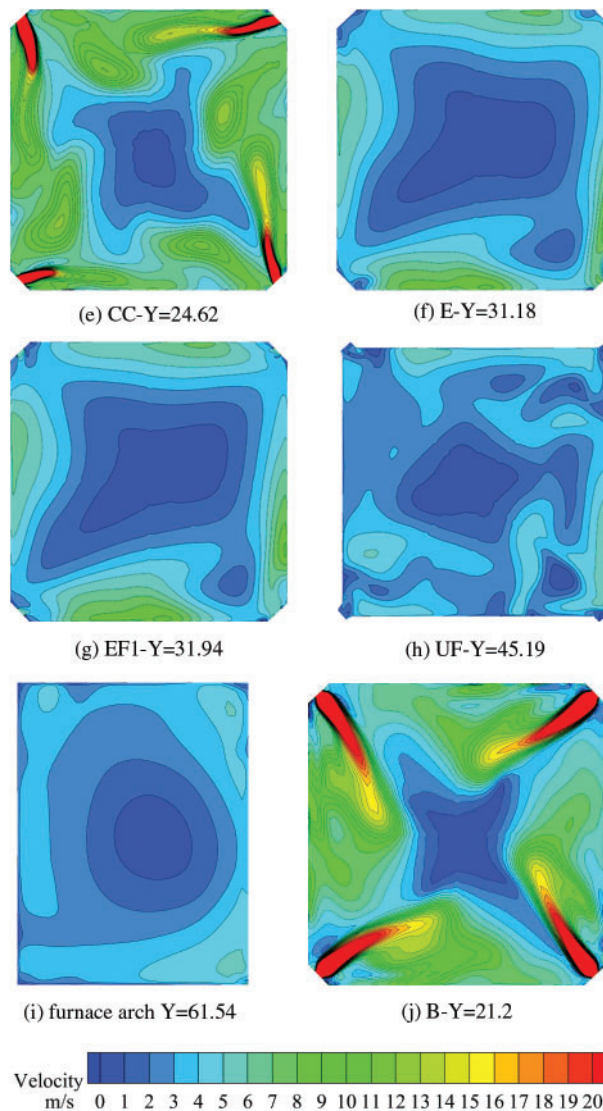 (e) CC-Y=24.62
(f) E-Y=31.18
(g) EF1-Y=31.94
(h) UF-Y=45.19
(i) furnace arch Y=61.54
(j) B-Y=21.2
Velocity
m/s
0 1 2 3 4 5 6 7 8 9 10 11 12 13 14 15 16 17 18 19 20